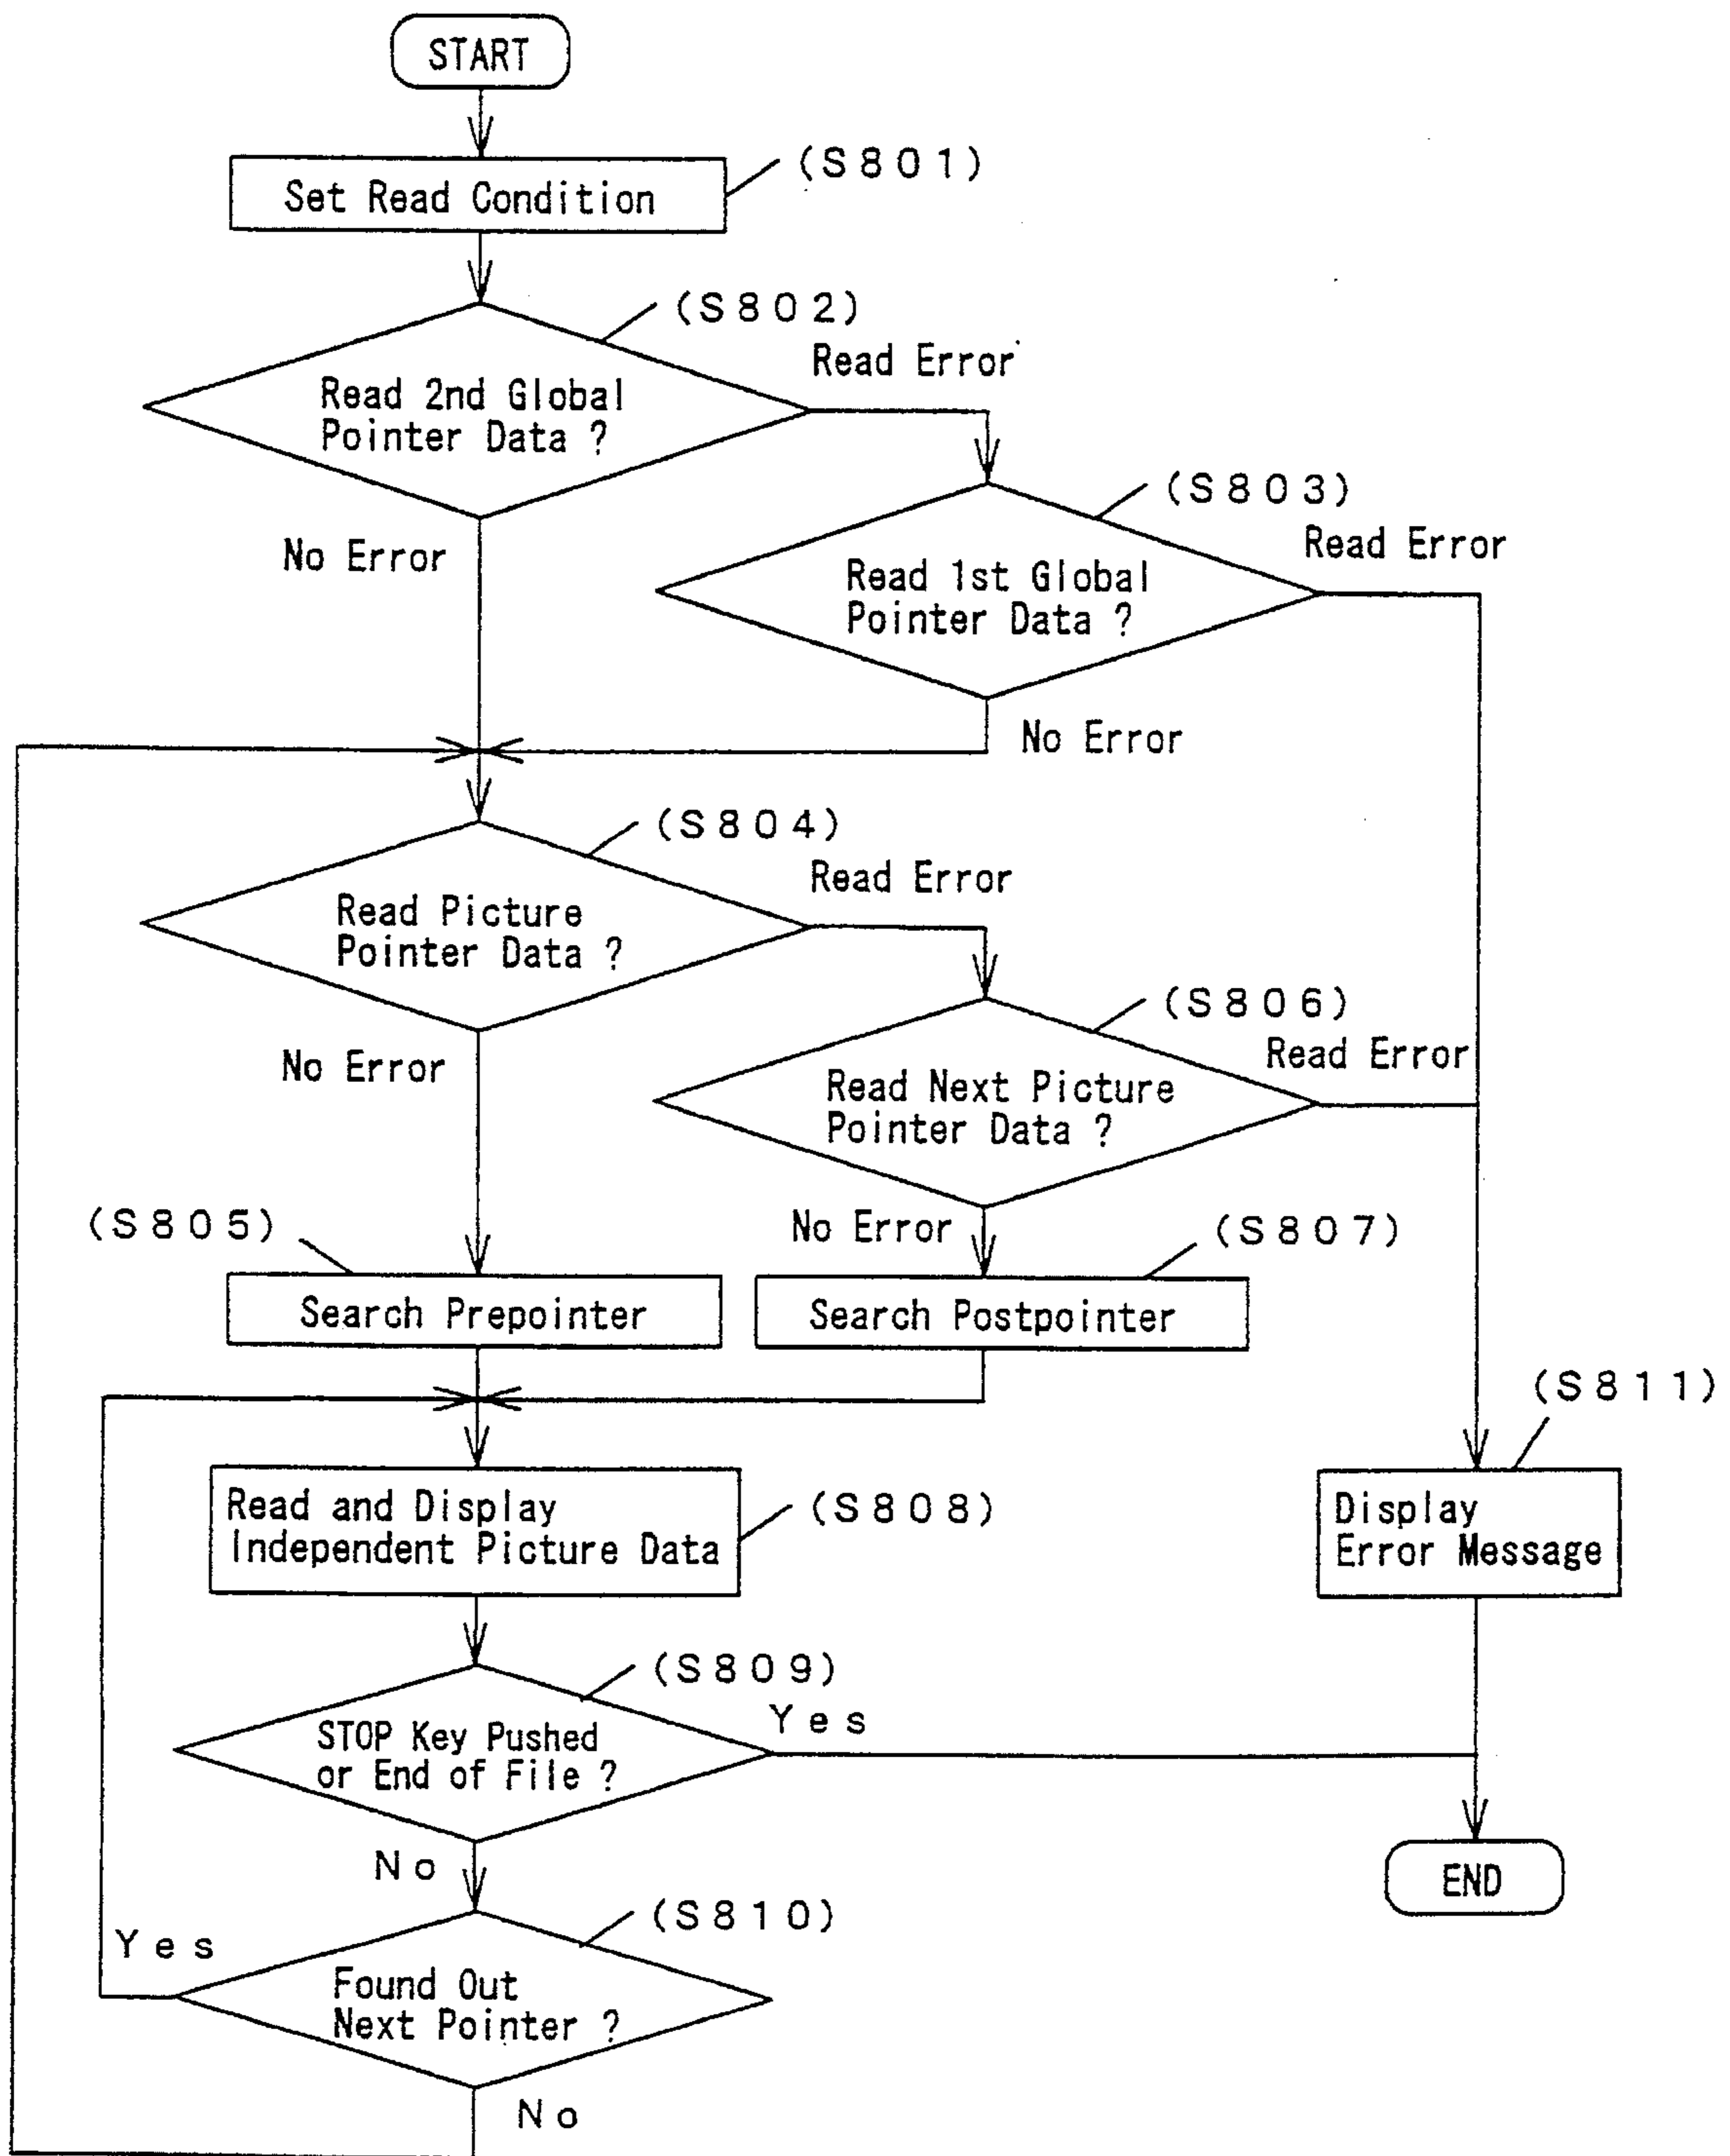 START
(S801)
Set Read Condition
(S802)
Read Error
Read 2nd Global
Pointer Data ?
(S803)
No Error
Read Error
Read 1st Global
Pointer Data ?
No Error
(S804)
Read Error
Read Picture
Pointer Data ?
(S806)
No Error
Read Error
Read Next Picture
Pointer Data ?
(S805)
No Error
(S807)
Search Prepointer
Search Postpointer
(S811)
Read and Display
Independent Picture Data
(S808)
Display
Error Message
(S809)
Yes
STOP Key Pushed
or End of File ?
No
END
(S810)
Yes
Found Out
Next Pointer ?
No